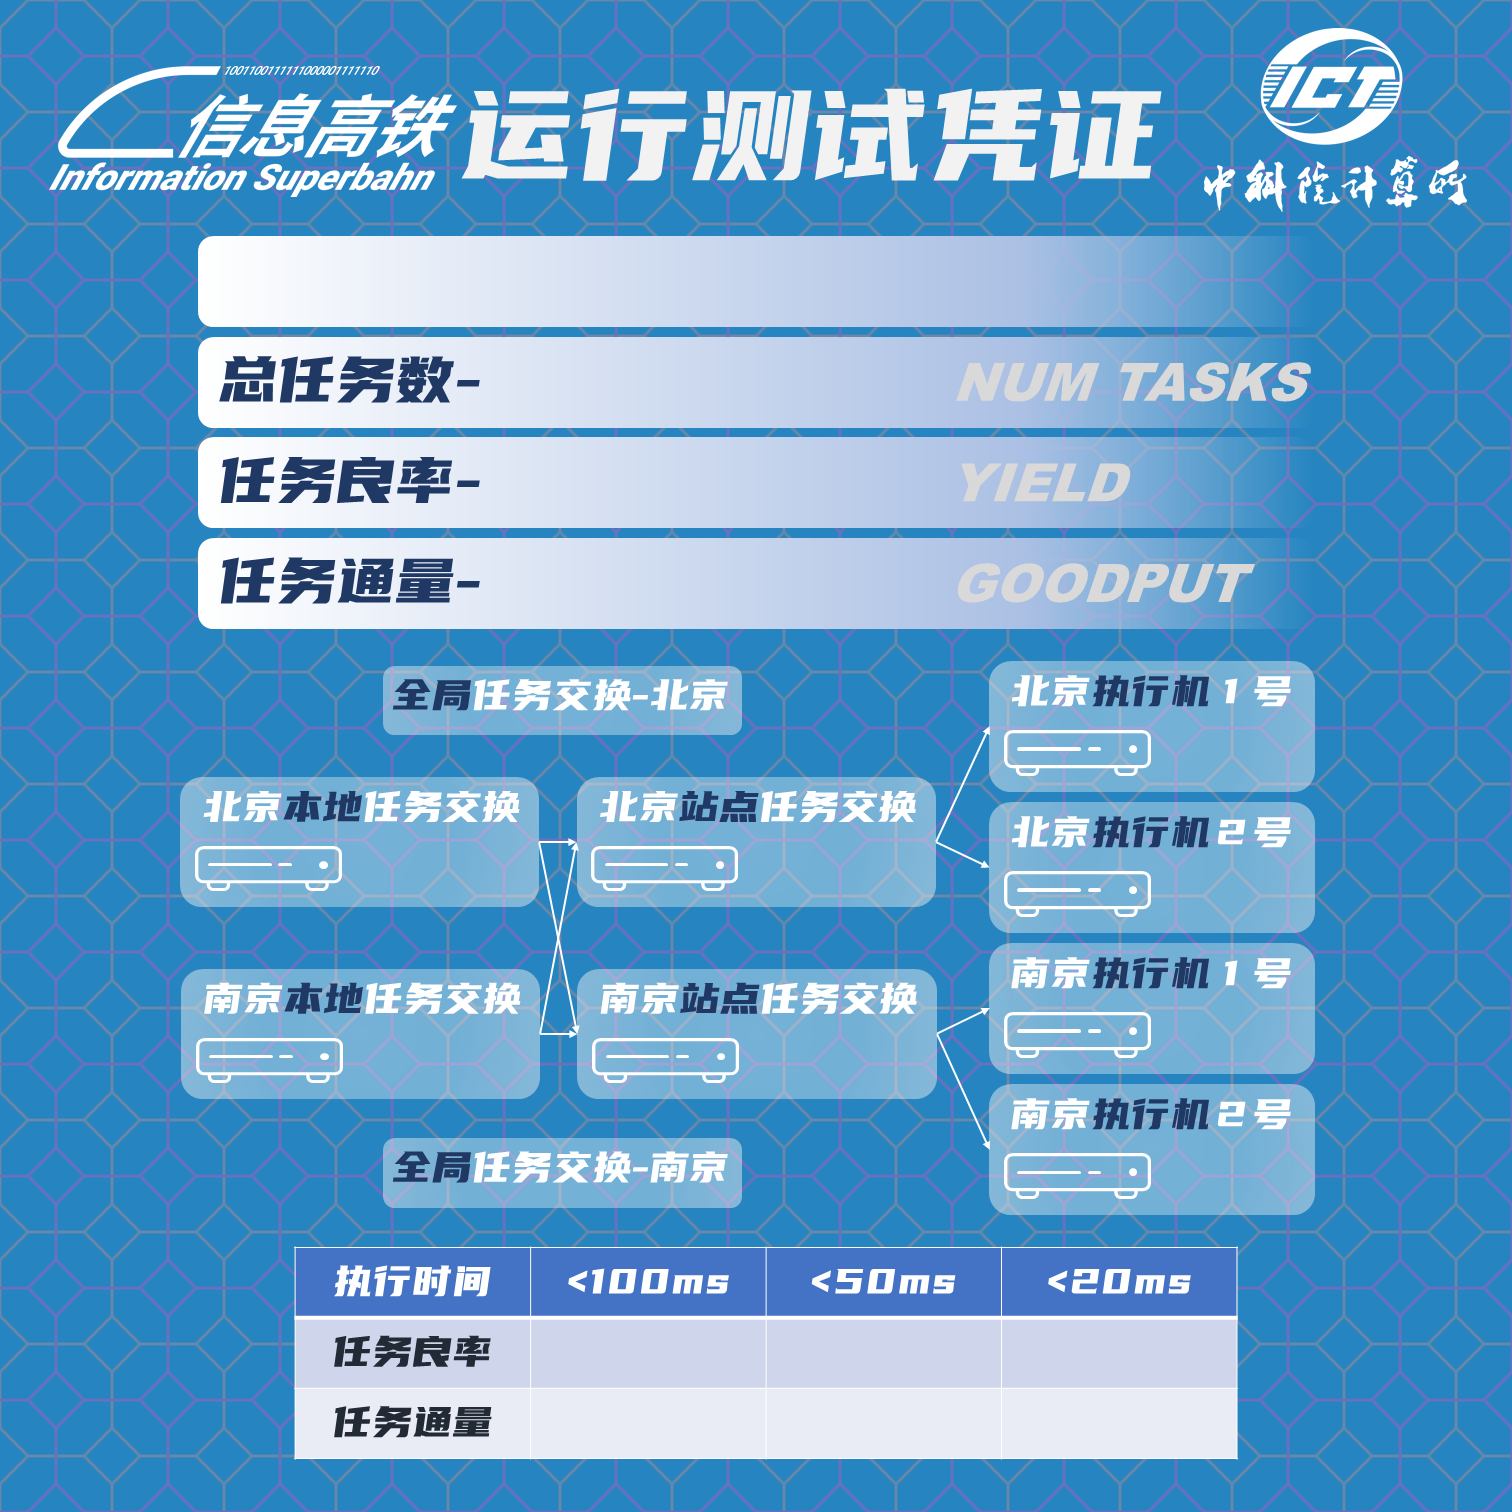 1001100111111000001111110
信息高铁
Information Superbahn
运行测试凭证
ICT
中科院计算所
总任务数- NUM TASKS
任务良率- YIELD
任务通量- GOODPUT
全局任务交换-北京
北京本地任务交换
北京站点任务交换
北京执行机1号
北京执行机2号
南京本地任务交换
南京站点任务交换
南京执行机1号
南京执行机2号
全局任务交换-南京
执行时间 <100ms <50ms <20ms
任务良率
任务通量